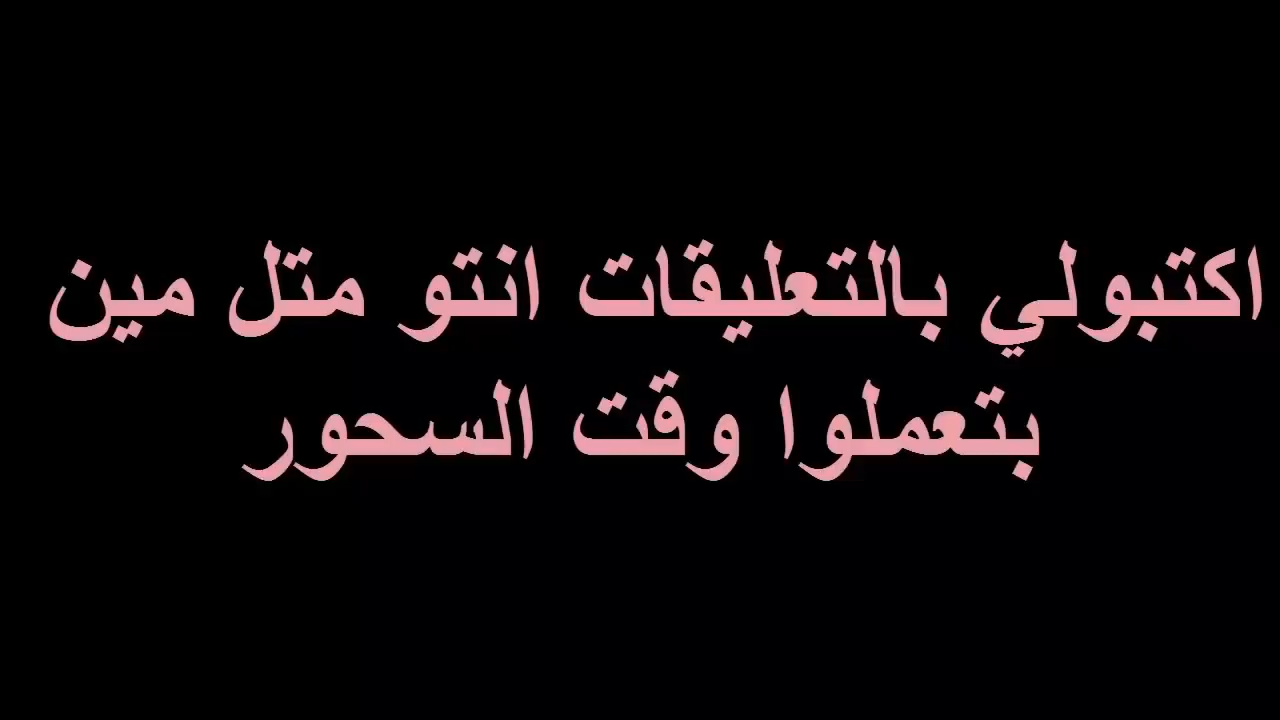 اكتبولي بالتعليقات انتو متل مين
بتعملوا وقت السحور